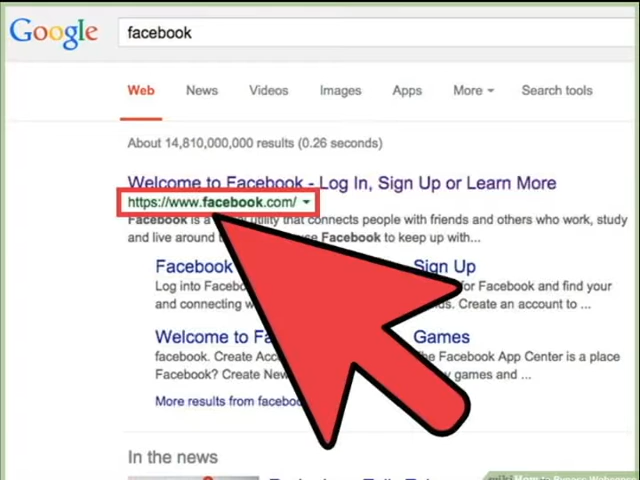 Google facebook
Web News Videos Images Apps More Search tools
About 14,810,000,000 results (0.26 seconds)
Welcome to Facebook - Log In, Sign Up or Learn More
https://www.facebook.com/
Facebook is a utility that connects people with friends and others who work, study
and live around Facebook to keep up with...
Facebook
Log into
and connecting
Sign Up
for Facebook and find your
Create an account to ...
Welcome to
facebook. Create
Facebook? Create New
Games
The Facebook App Center is a place
games and ...
More results from
In the news